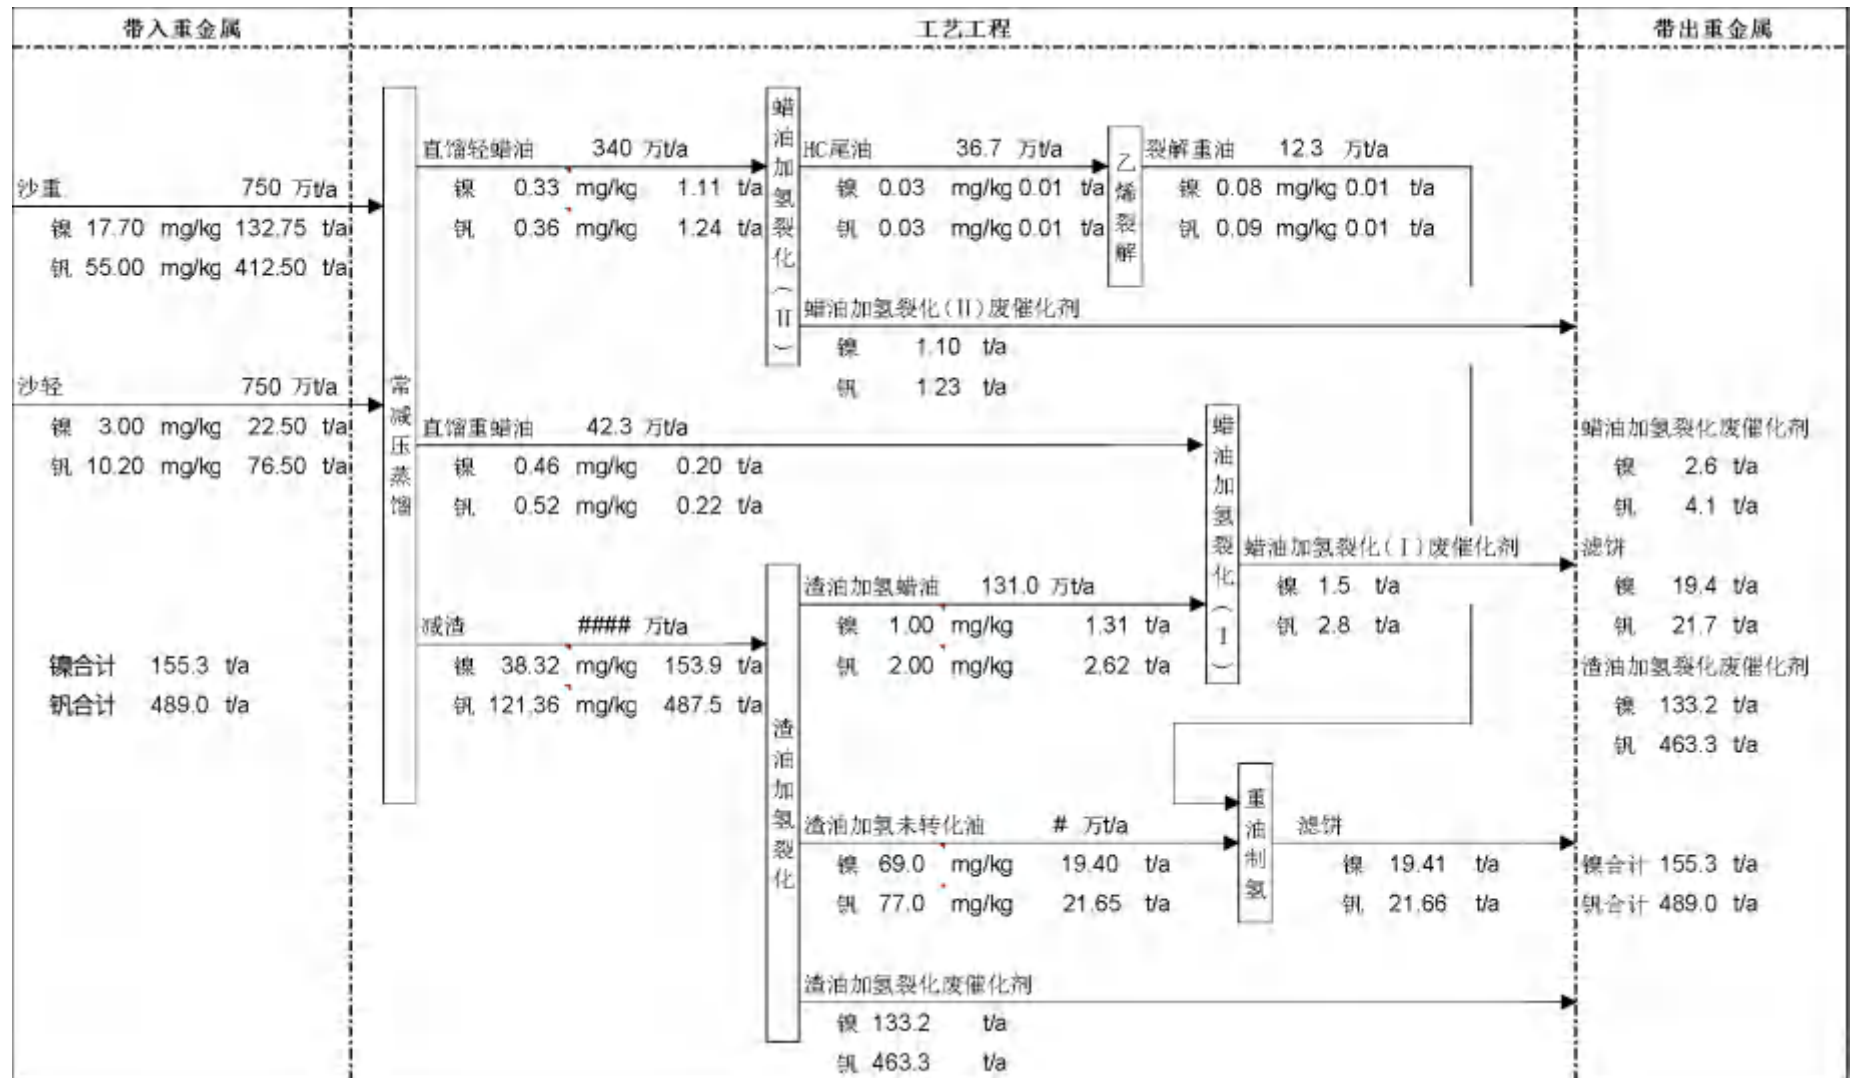 带入重金属
工艺工程
带出重金属
沙重 750 万t/a
镍 17.70 mg/kg 132.75 t/a
钒 55.00 mg/kg 412.50 t/a
沙轻 750 万t/a
镍 3.00 mg/kg 22.50 t/a
钒 10.20 mg/kg 76.50 t/a
镍合计 155.3 t/a
钒合计 489.0 t/a
常减压蒸馏
直馏轻蜡油 340 万t/a
镍 0.33 mg/kg 1.11 t/a
钒 0.36 mg/kg 1.24 t/a
直馏重蜡油 42.3 万t/a
镍 0.46 mg/kg 0.20 t/a
钒 0.52 mg/kg 0.22 t/a
减渣 #### 万t/a
镍 38.32 mg/kg 153.9 t/a
钒 121.36 mg/kg 487.5 t/a
蜡油加氢裂化(II)
HC尾油 36.7 万t/a
镍 0.03 mg/kg 0.01 t/a
钒 0.03 mg/kg 0.01 t/a
乙烯裂解
裂解重油 12.3 万t/a
镍 0.08 mg/kg 0.01 t/a
钒 0.09 mg/kg 0.01 t/a
蜡油加氢裂化(II)废催化剂
镍 1.10 t/a
钒 1.23 t/a
渣油加氢裂化
渣油加氢蜡油 131.0 万t/a
镍 1.00 mg/kg 1.31 t/a
钒 2.00 mg/kg 2.62 t/a
蜡油加氢裂化(I)
蜡油加氢裂化(I)废催化剂
镍 1.5 t/a
钒 2.8 t/a
渣油加氢未转化油 # 万t/a
镍 69.0 mg/kg 19.40 t/a
钒 77.0 mg/kg 21.65 t/a
重油制氢
滤饼
镍 19.41 t/a
钒 21.66 t/a
渣油加氢裂化废催化剂
镍 133.2 t/a
钒 463.3 t/a
蜡油加氢裂化废催化剂
镍 2.6 t/a
钒 4.1 t/a
滤饼
镍 19.4 t/a
钒 21.7 t/a
渣油加氢裂化废催化剂
镍 133.2 t/a
钒 463.3 t/a
镍合计 155.3 t/a
钒合计 489.0 t/a